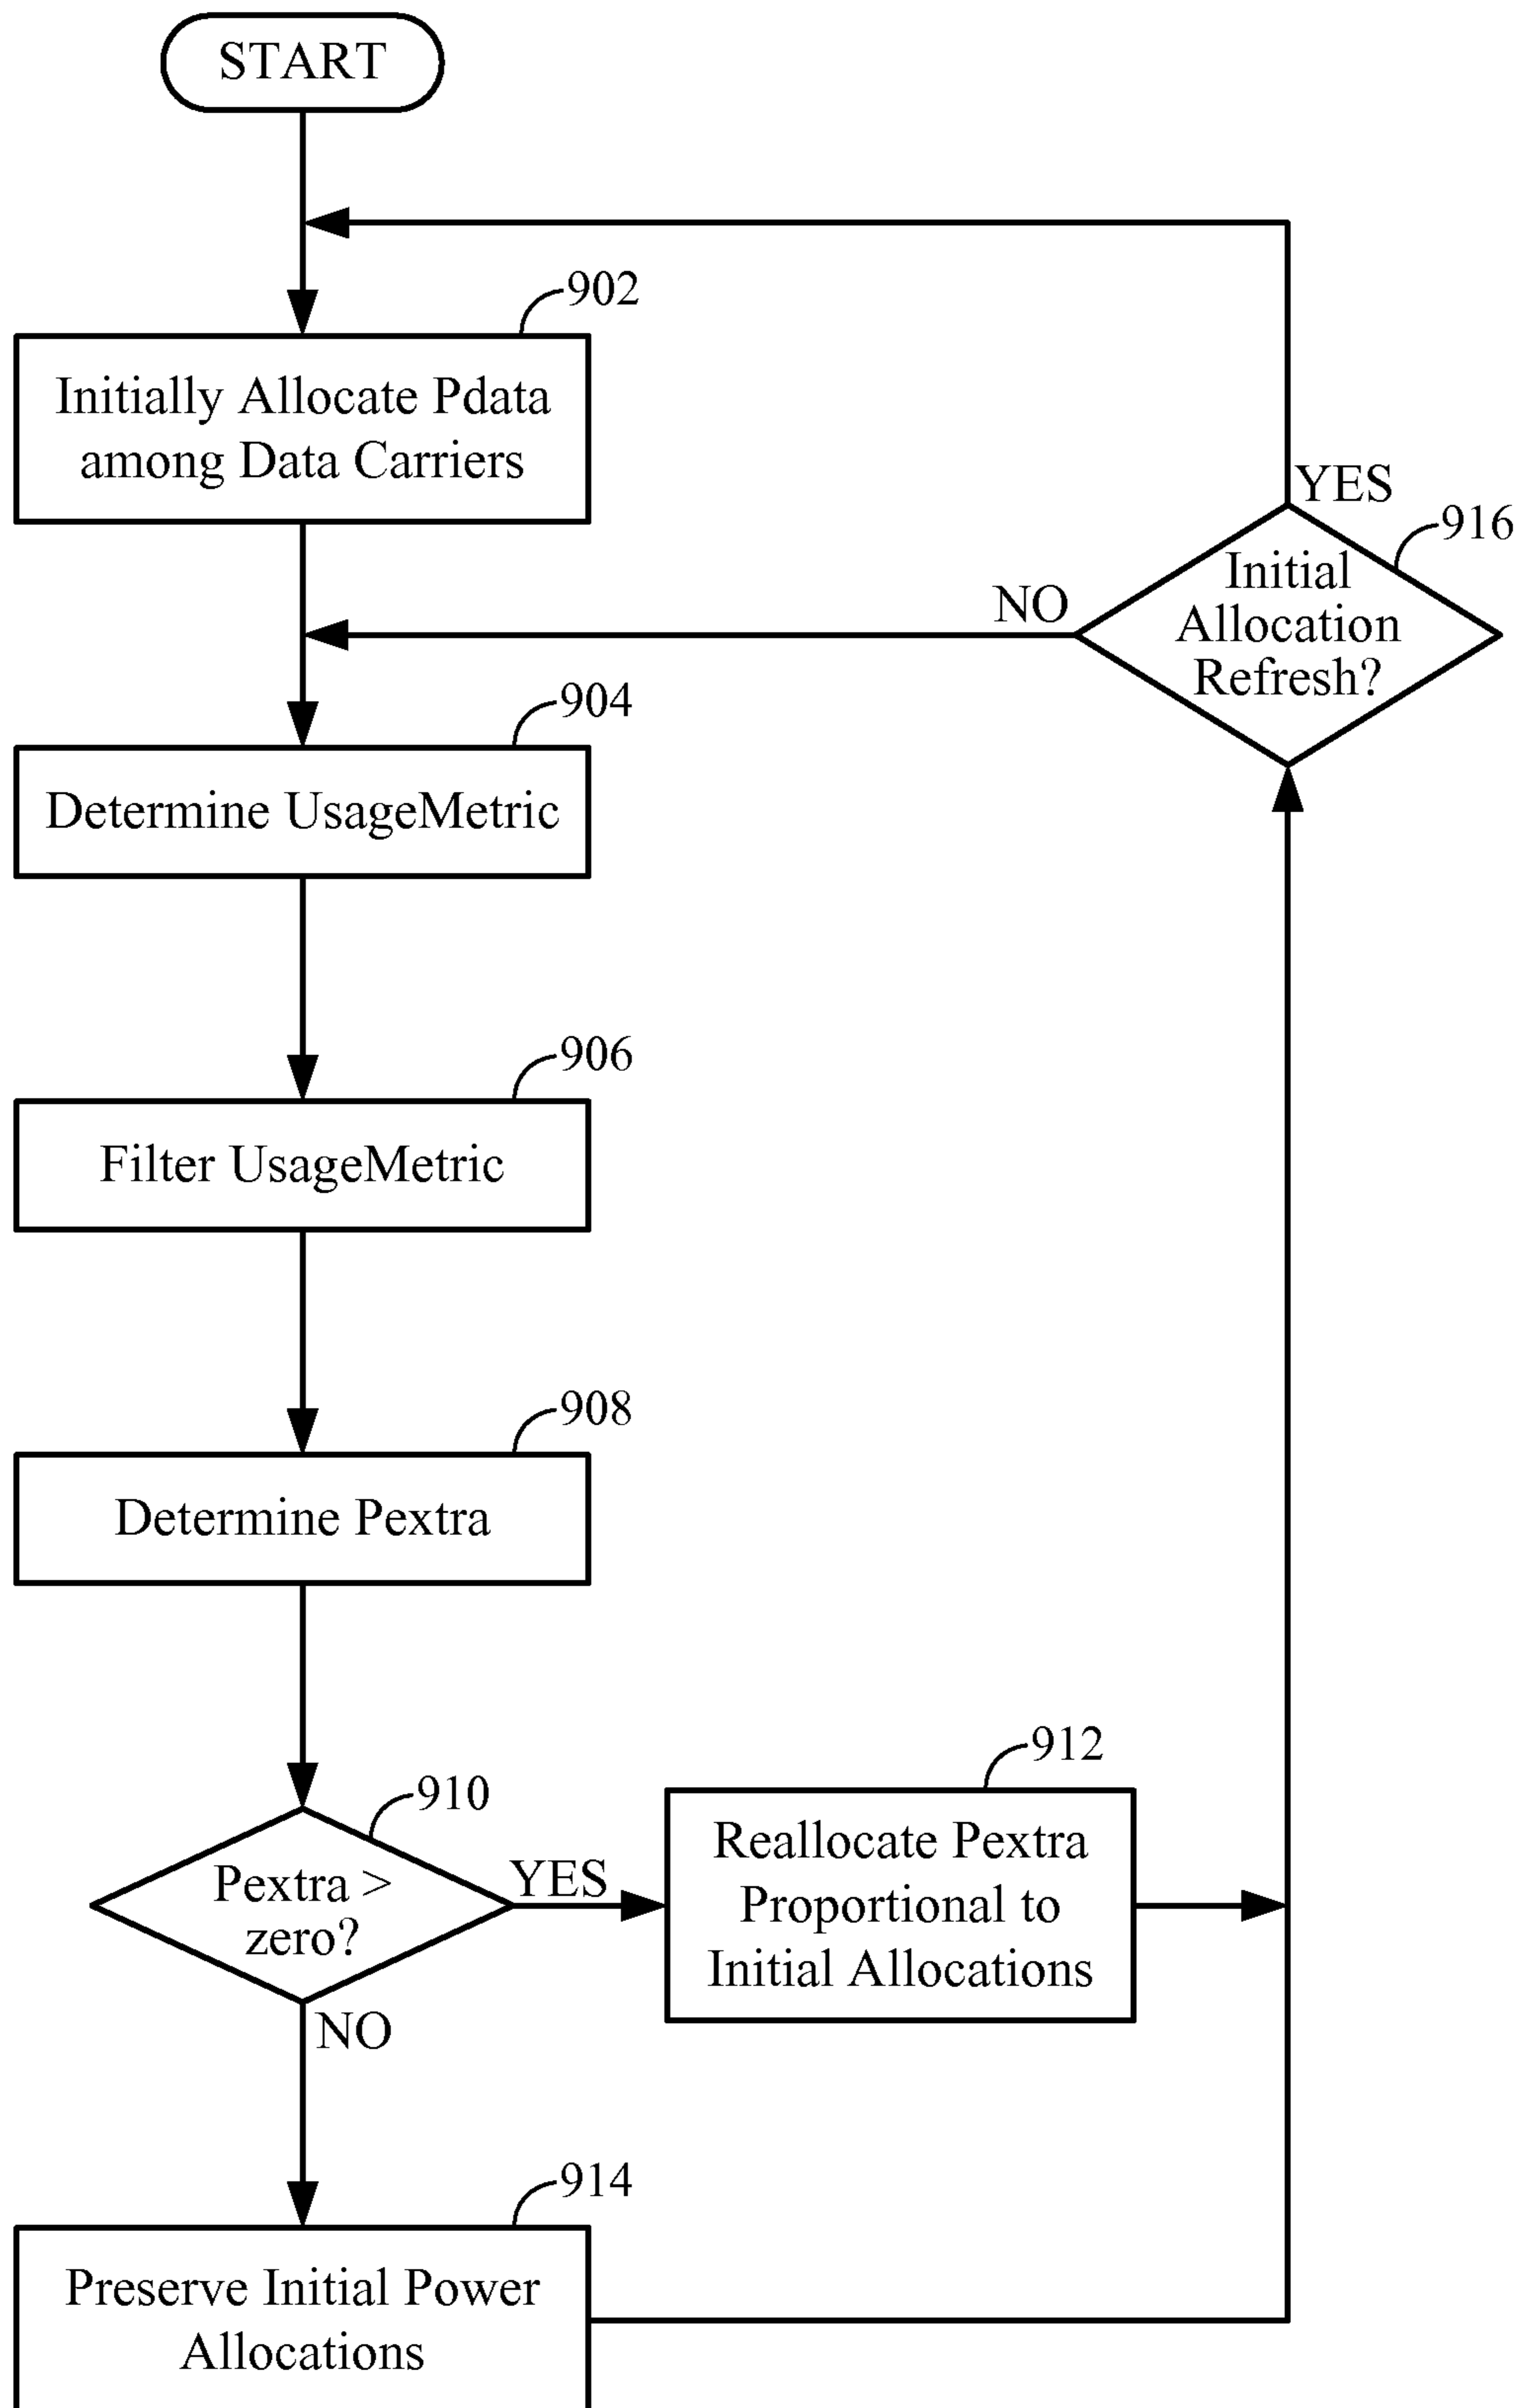 START
902
Initially Allocate Pdata
among Data Carriers
YES
916
Initial
Allocation
Refresh?
NO
904
Determine UsageMetric
906
Filter UsageMetric
908
Determine Pextra
910
Pextra >
zero?
YES
912
Reallocate Pextra
Proportional to
Initial Allocations
NO
914
Preserve Initial Power
Allocations